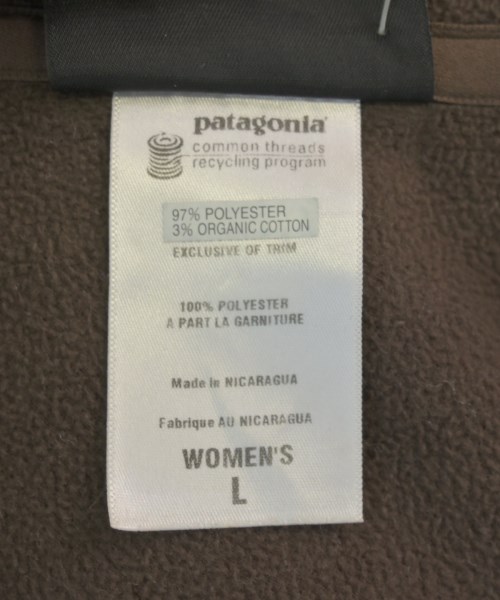 patagonia®
common threads
recycling program
97% POLYESTER
3% ORGANIC COTTON
EXCLUSIVE OF TRIM
100% POLYESTER
A PART LA GARNITURE
Made in NICARAGUA
Fabrique AU NICARAGUA
WOMEN'S
L